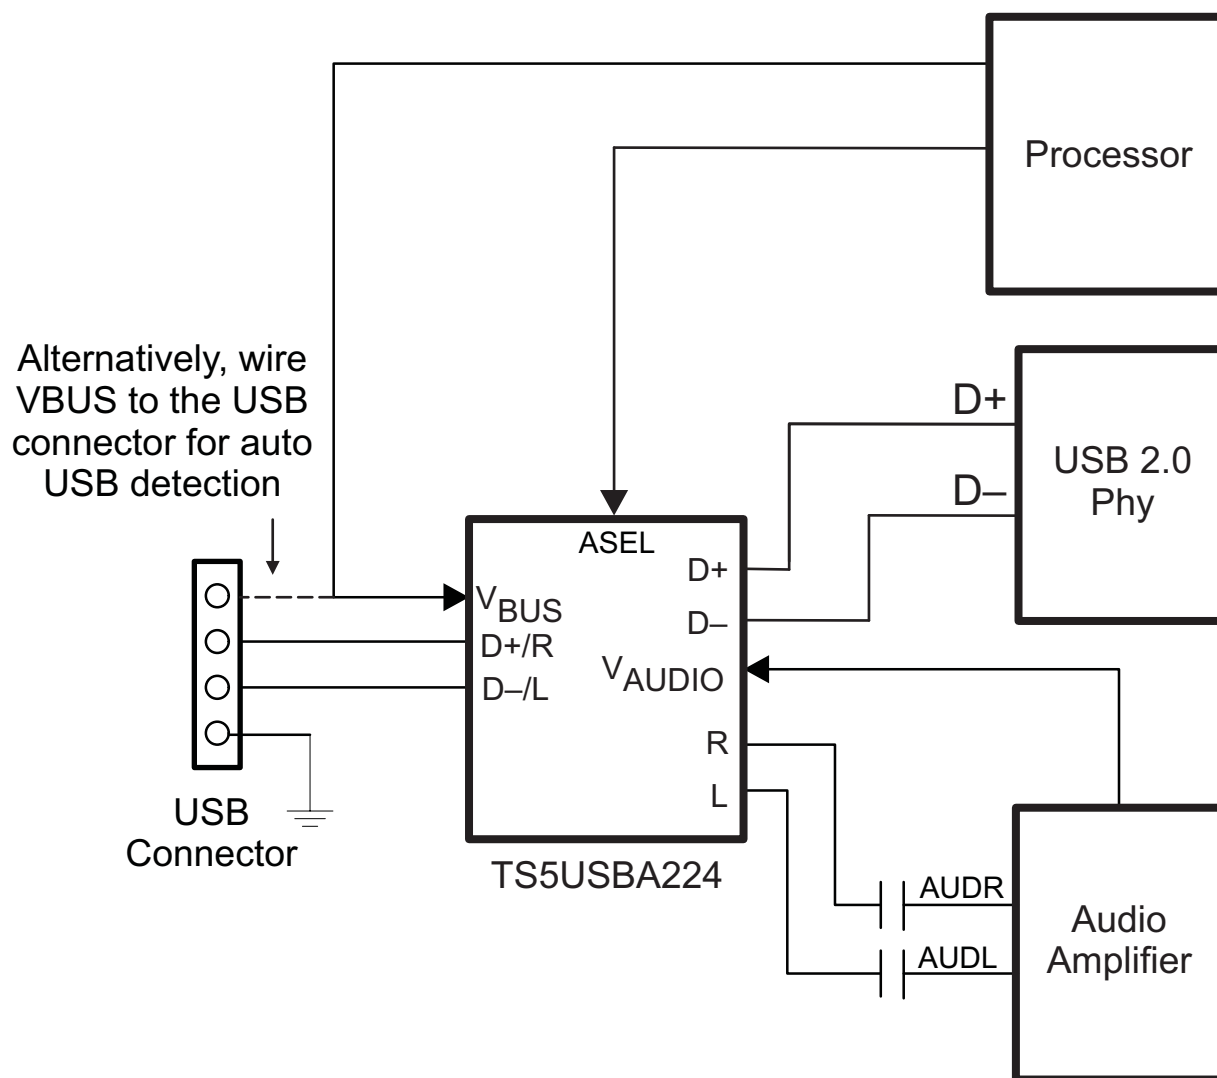 Processor
Alternatively, wire
VBUS to the USB
connector for auto
USB detection
D+
D–
USB 2.0
Phy
ASEL
VBUS
D+/R
D–/L
D+
D–
VAUDIO
R
L
USB
Connector
TS5USBA224
AUDR
AUDL
Audio
Amplifier